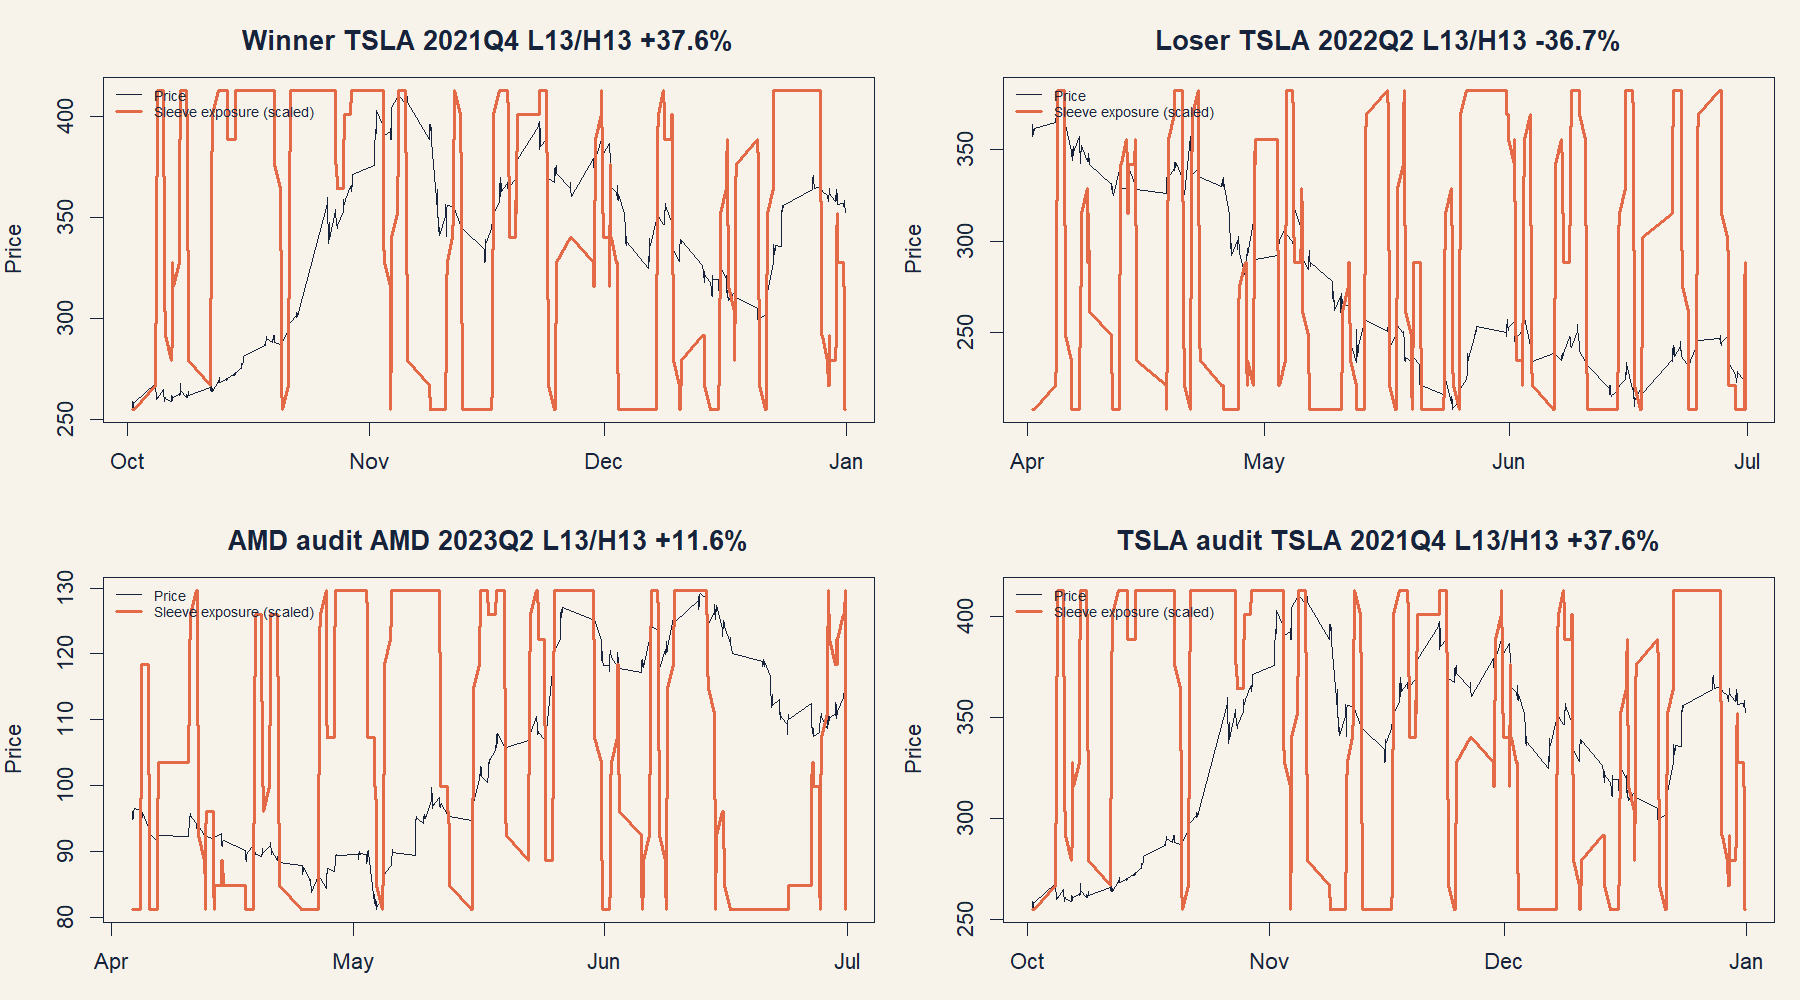 Winner TSLA 2021Q4 L13/H13 +37.6%
Price
Sleeve exposure (scaled)
Price
400
350
300
250
Oct Nov Dec Jan
Loser TSLA 2022Q2 L13/H13 -36.7%
Price
Sleeve exposure (scaled)
Price
350
300
250
Apr May Jun Jul
AMD audit AMD 2023Q2 L13/H13 +11.6%
Price
Sleeve exposure (scaled)
Price
130
120
110
100
90
80
Apr May Jun Jul
TSLA audit TSLA 2021Q4 L13/H13 +37.6%
Price
Sleeve exposure (scaled)
Price
400
350
300
250
Oct Nov Dec Jan